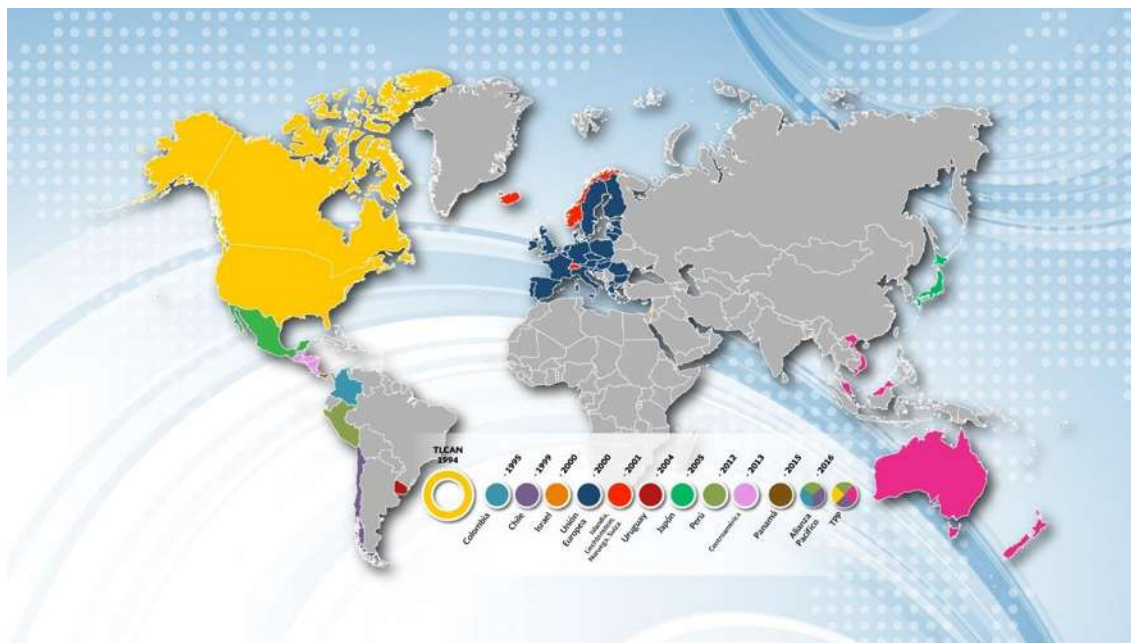 TLCAN
1994
Colombia
- 1995
Chile
- 1999
Israel
- 2000
Unión
Europea
- 2000
Islandia,
Liechtenstein,
Noruega, Suiza
- 2001
Uruguay
- 2004
Japón
- 2005
Perú
- 2012
Centroamérica
- 2013
Panamá
- 2015
Alianza
Pacífico
- 2016
TPP